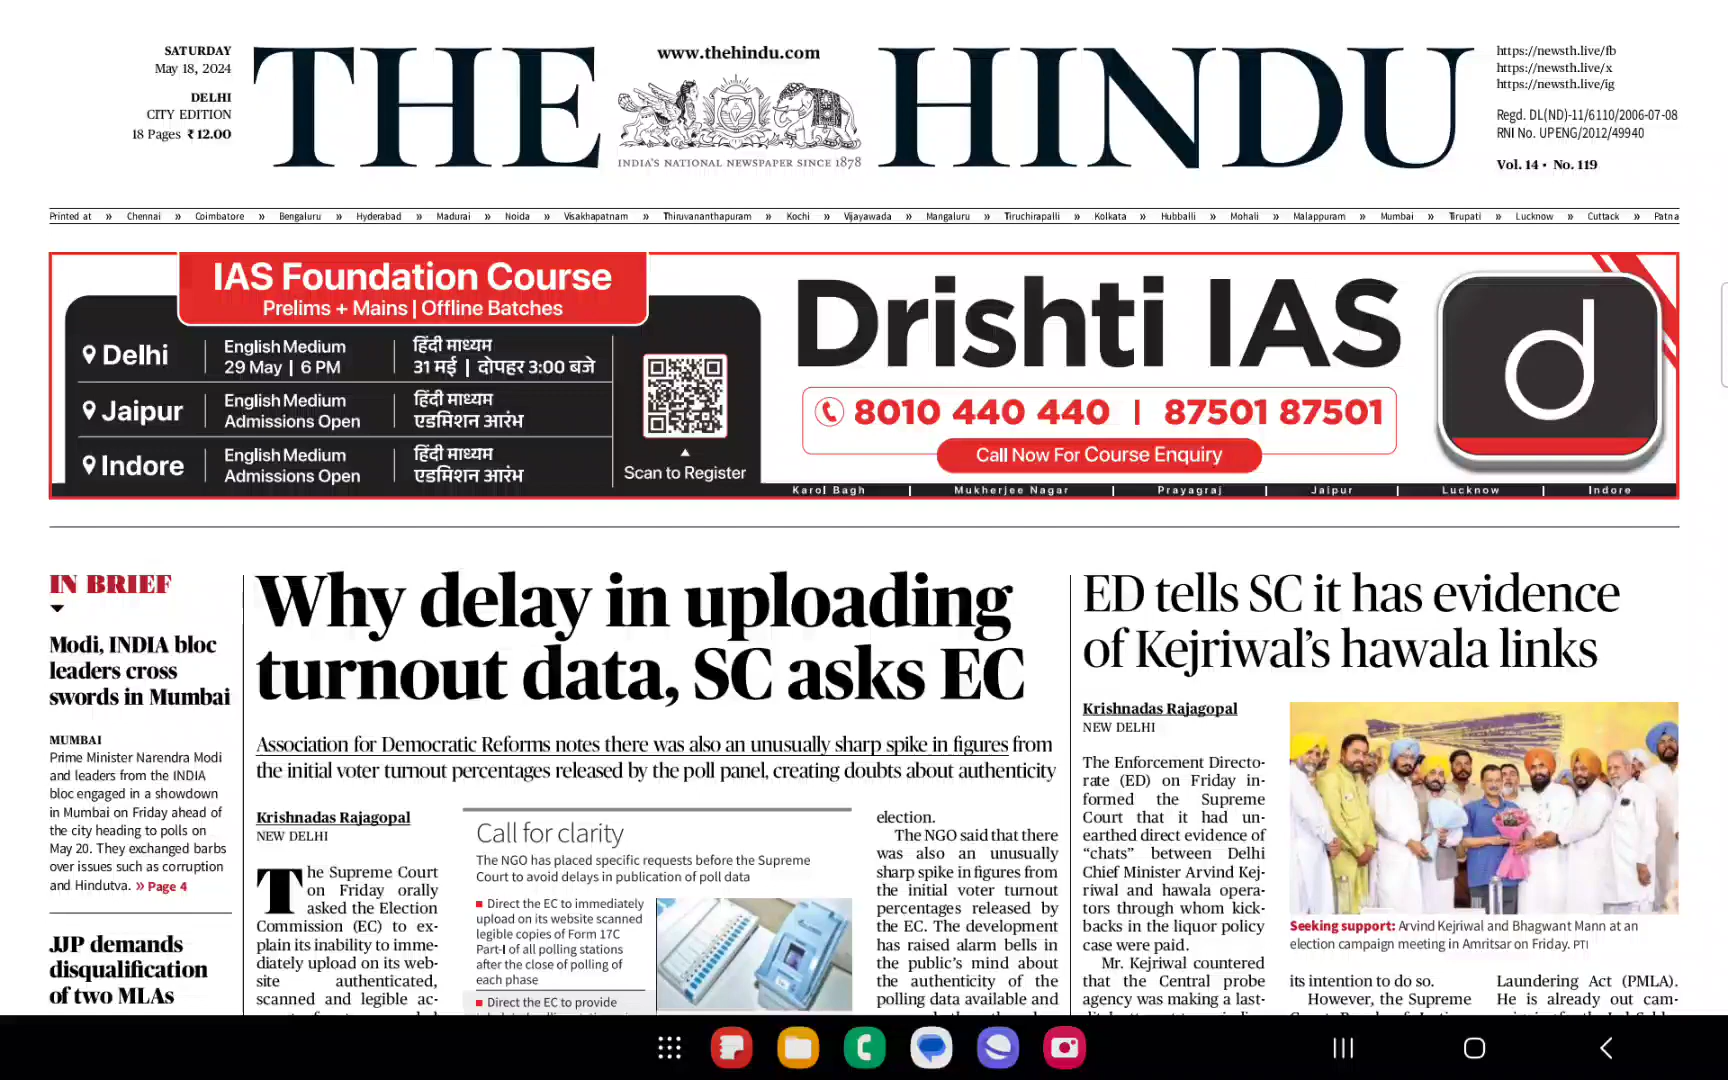 SATURDAY
May 18, 2024
DELHI
CITY EDITION
18 Pages ₹ 12.00
THE HINDU
www.thehindu.com
INDIA'S NATIONAL NEWSPAPER SINCE 1878
https://newsth.live/fb
https://newsth.live/x
https://newsth.live/ig
Regd. DL(ND)-11/6110/2006-07-08
RNI No. UPENG/2012/49940
Vol. 14 • No. 119
Printed at » Chennai » Coimbatore » Bengaluru » Hyderabad » Madurai » Noida » Visakhapatnam » Thiruvananthapuram » Kochi » Vijayawada » Mangaluru » Tiruchirapalli » Kolkata » Hubballi » Mohali » Malappuram » Mumbai » Tirupati » Lucknow » Cuttack » Patna
IAS Foundation Course
Prelims + Mains | Offline Batches
Delhi
English Medium
29 May | 6 PM
हिंदी माध्यम
31 मई | दोपहर 3:00 बजे
Jaipur
English Medium
Admissions Open
हिंदी माध्यम
एडमिशन आरंभ
Indore
English Medium
Admissions Open
हिंदी माध्यम
एडमिशन आरंभ
Scan to Register
Drishti IAS
8010 440 440 | 87501 87501
Call Now For Course Enquiry
Karol Bagh | Mukherjee Nagar | Prayagraj | Jaipur | Lucknow | Indore
d
IN BRIEF
Modi, INDIA bloc
leaders cross
swords in Mumbai
MUMBAI
Prime Minister Narendra Modi
and leaders from the INDIA
bloc engaged in a showdown
in Mumbai on Friday ahead of
the city heading to polls on
May 20. They exchanged barbs
over issues such as corruption
and Hindutva. » Page 4
JJP demands
disqualification
of two MLAs
Why delay in uploading
turnout data, SC asks EC
Association for Democratic Reforms notes there was also an unusually sharp spike in figures from
the initial voter turnout percentages released by the poll panel, creating doubts about authenticity
Krishnadas Rajagopal
NEW DELHI
The Supreme Court
on Friday orally
asked the Election
Commission (EC) to ex-
plain its inability to imme-
diately upload on its web-
site authenticated,
scanned and legible ac-
Call for clarity
The NGO has placed specific requests before the Supreme
Court to avoid delays in publication of poll data
Direct the EC to immediately
upload on its website scanned
legible copies of Form 17C
Part-I of all polling stations
after the close of polling of
each phase
Direct the EC to provide
election.
The NGO said that there
was also an unusually
sharp spike in figures from
the initial voter turnout
percentages released by
the EC. The development
has raised alarm bells in
the public's mind about
the authenticity of the
polling data available and
ED tells SC it has evidence
of Kejriwal's hawala links
Krishnadas Rajagopal
NEW DELHI
The Enforcement Directo-
rate (ED) on Friday in-
formed the Supreme
Court that it had un-
earthed direct evidence of
“chats” between Delhi
Chief Minister Arvind Kej-
riwal and hawala opera-
tors through whom kick-
backs in the liquor policy
case were paid.
Mr. Kejriwal countered
that the Central probe
agency was making a last-
Seeking support: Arvind Kejriwal and Bhagwant Mann at an
election campaign meeting in Amritsar on Friday. PTI
its intention to do so.
However, the Supreme
Laundering Act (PMLA).
He is already out cam-